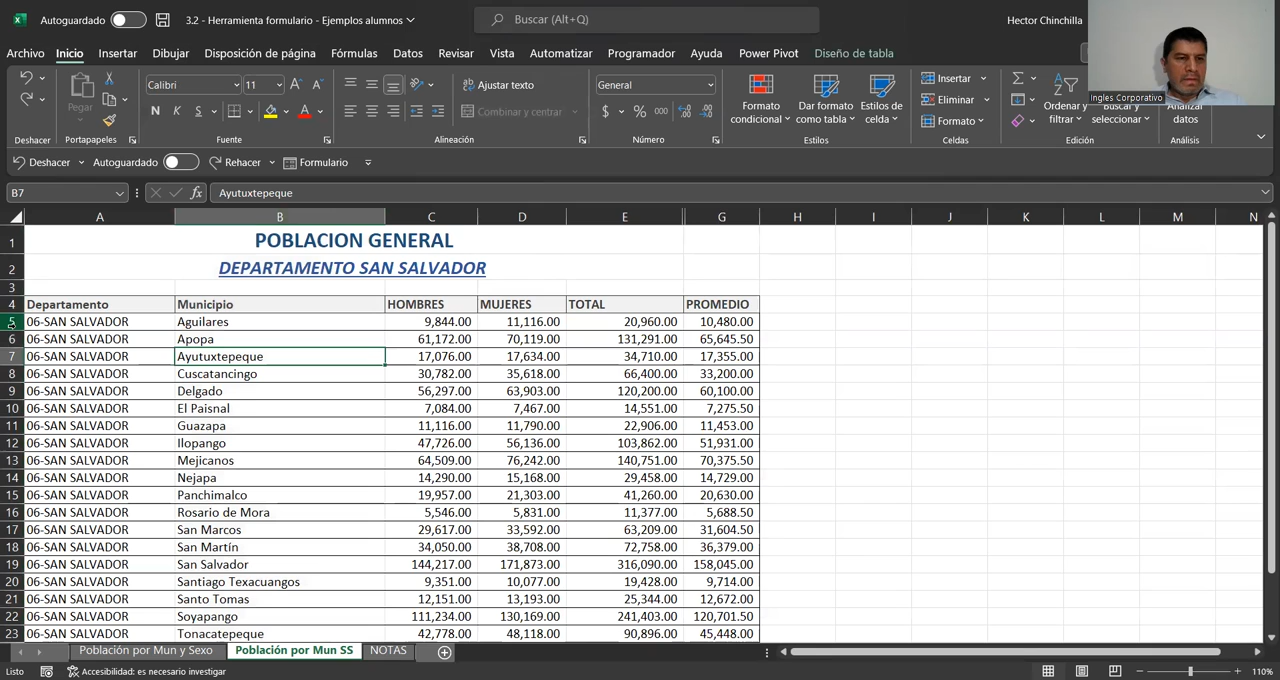 Autoguardado 3.2 - Herramienta formulario - Ejemplos alumnos Buscar (Alt+Q) Hector Chinchilla
Archivo Inicio Insertar Dibujar Disposición de página Fórmulas Datos Revisar Vista Automatizar Programador Ayuda Power Pivot Diseño de tabla
Pegar Calibri 11 Ajustar texto General Formato condicional Dar formato como tabla Estilos de celda Insertar Ordenar y filtrar Buscar y seleccionar Analizar datos
N K S Combinar y centrar $ % 000 Eliminar
Formato
Deshacer Portapapeles Fuente Alineación Número Estilos Celdas Edición Análisis
Ingles Corporativo
Deshacer Autoguardado Rehacer Formulario
B7 fx Ayutuxtepeque
A B C D E G H I J K L M N
1 POBLACION GENERAL
2 DEPARTAMENTO SAN SALVADOR
3
4 Departamento Municipio HOMBRES MUJERES TOTAL PROMEDIO
5 06-SAN SALVADOR Aguilares 9,844.00 11,116.00 20,960.00 10,480.00
6 06-SAN SALVADOR Apopa 61,172.00 70,119.00 131,291.00 65,645.50
7 06-SAN SALVADOR Ayutuxtepeque 17,076.00 17,634.00 34,710.00 17,355.00
8 06-SAN SALVADOR Cuscatancingo 30,782.00 35,618.00 66,400.00 33,200.00
9 06-SAN SALVADOR Delgado 56,297.00 63,903.00 120,200.00 60,100.00
10 06-SAN SALVADOR El Paisnal 7,084.00 7,467.00 14,551.00 7,275.50
11 06-SAN SALVADOR Guazapa 11,116.00 11,790.00 22,906.00 11,453.00
12 06-SAN SALVADOR Ilopango 47,726.00 56,136.00 103,862.00 51,931.00
13 06-SAN SALVADOR Mejicanos 64,509.00 76,242.00 140,751.00 70,375.50
14 06-SAN SALVADOR Nejapa 14,290.00 15,168.00 29,458.00 14,729.00
15 06-SAN SALVADOR Panchimalco 19,957.00 21,303.00 41,260.00 20,630.00
16 06-SAN SALVADOR Rosario de Mora 5,546.00 5,831.00 11,377.00 5,688.50
17 06-SAN SALVADOR San Marcos 29,617.00 33,592.00 63,209.00 31,604.50
18 06-SAN SALVADOR San Martín 34,050.00 38,708.00 72,758.00 36,379.00
19 06-SAN SALVADOR San Salvador 144,217.00 171,873.00 316,090.00 158,045.00
20 06-SAN SALVADOR Santiago Texacuangos 9,351.00 10,077.00 19,428.00 9,714.00
21 06-SAN SALVADOR Santo Tomas 12,151.00 13,193.00 25,344.00 12,672.00
22 06-SAN SALVADOR Soyapango 111,234.00 130,169.00 241,403.00 120,701.50
23 06-SAN SALVADOR Tonacatepeque 42,778.00 48,118.00 90,896.00 45,448.00
Población por Mun y Sexo Población por Mun SS NOTAS
Listo Accesibilidad: es necesario investigar 110%